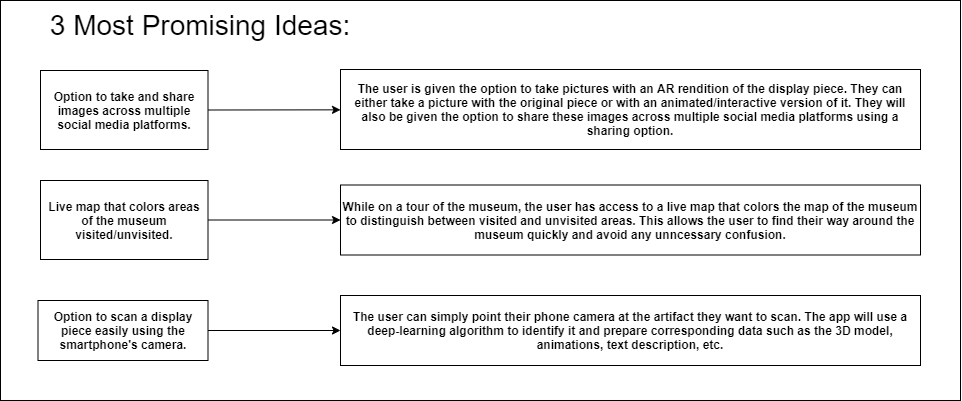 3 Most Promising Ideas:
Option to take and share
images across multiple
social media platforms.
The user is given the option to take pictures with an AR rendition of the display piece. They can
either take a picture with the original piece or with an animated/interactive version of it. They will
also be given the option to share these images across multiple social media platforms using a
sharing option.
Live map that colors areas
of the museum
visited/unvisited.
While on a tour of the museum, the user has access to a live map that colors the map of the museum
to distinguish between visited and unvisited areas. This allows the user to find their way around the
museum quickly and avoid any unncessary confusion.
Option to scan a display
piece easily using the
smartphone's camera.
The user can simply point their phone camera at the artifact they want to scan. The app will use a
deep-learning algorithm to identify it and prepare corresponding data such as the 3D model,
animations, text description, etc.